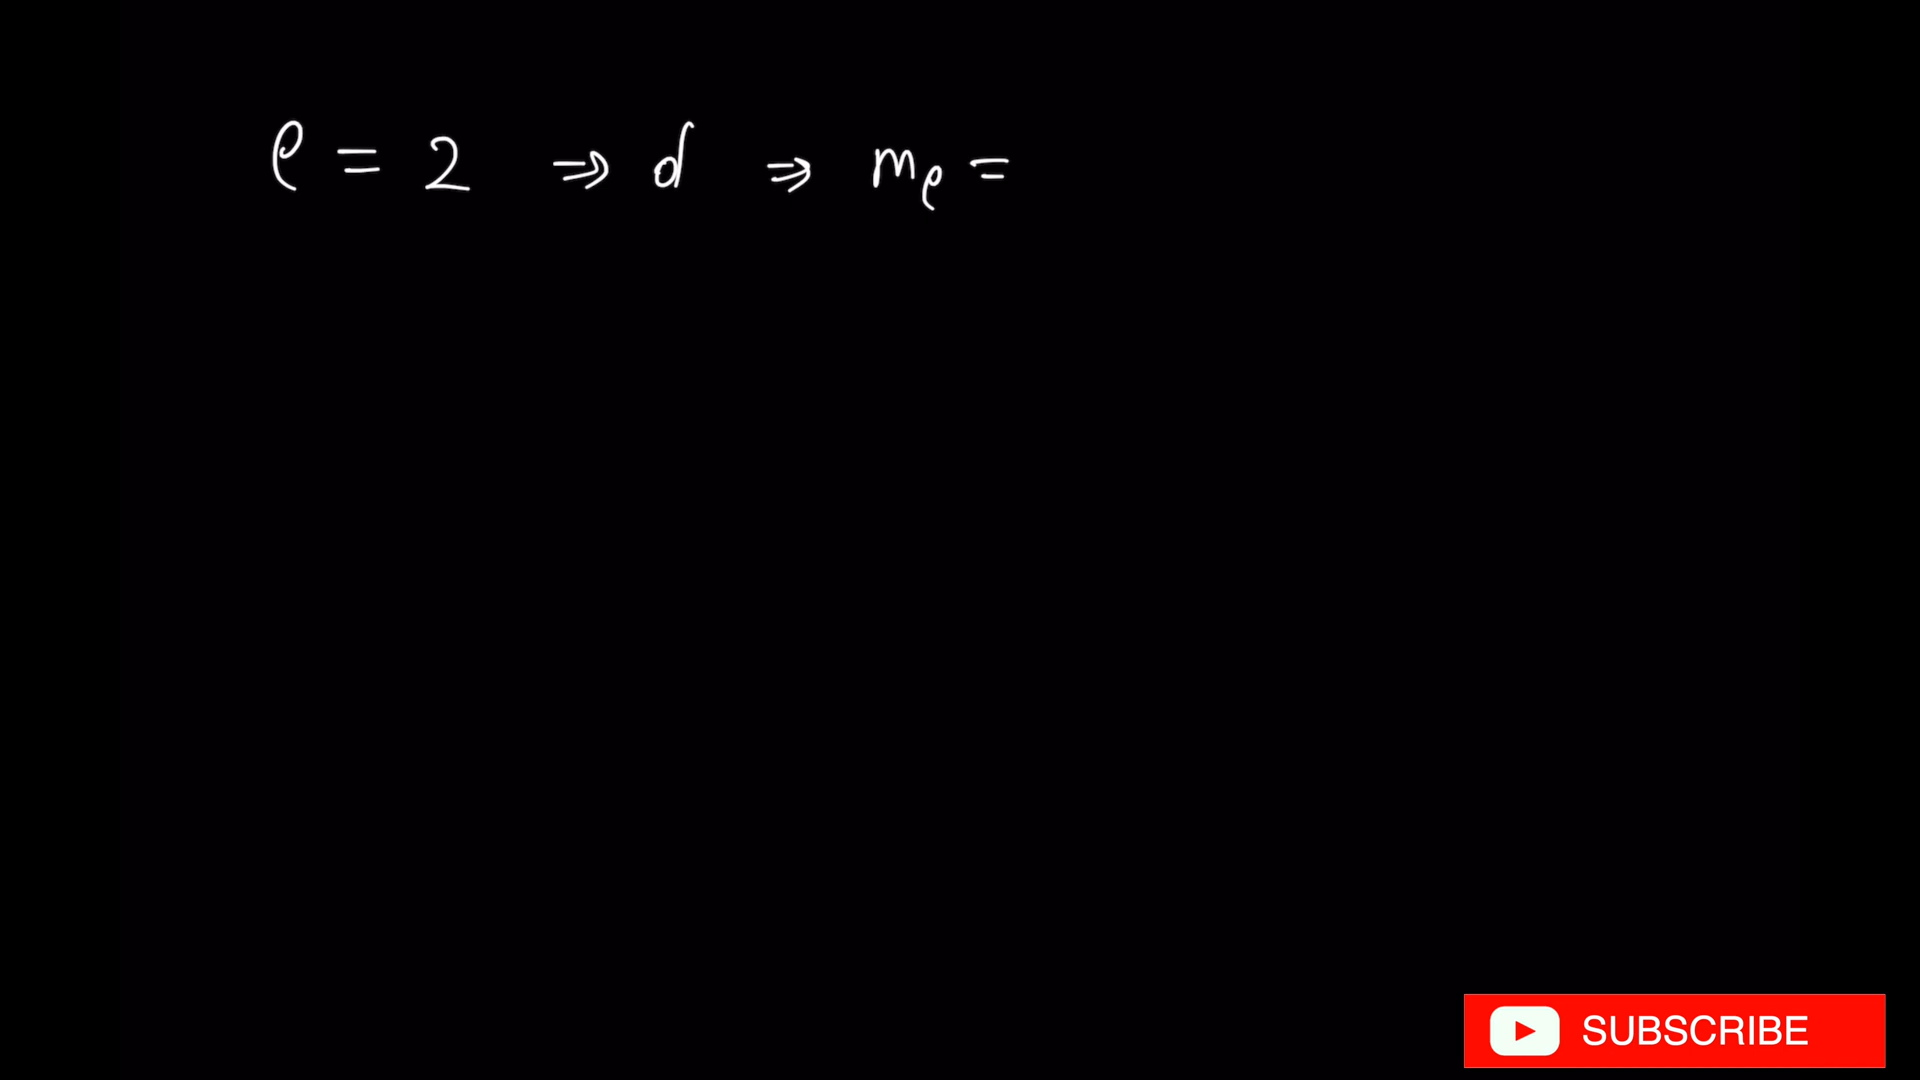 ℓ = 2 ⇒ d ⇒ mℓ =
SUBSCRIBE